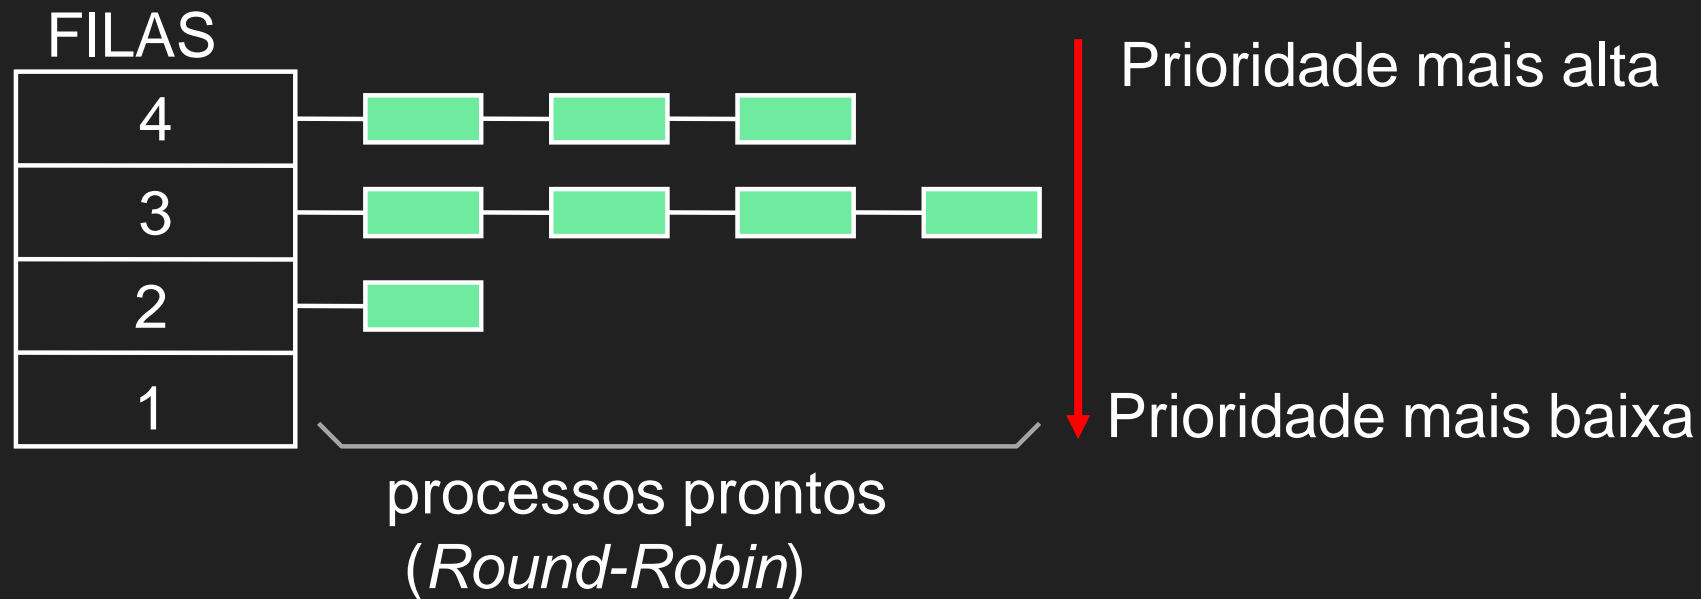 FILAS
Prioridade mais alta
4
3
2
1
Prioridade mais baixa
processos prontos
(Round-Robin)